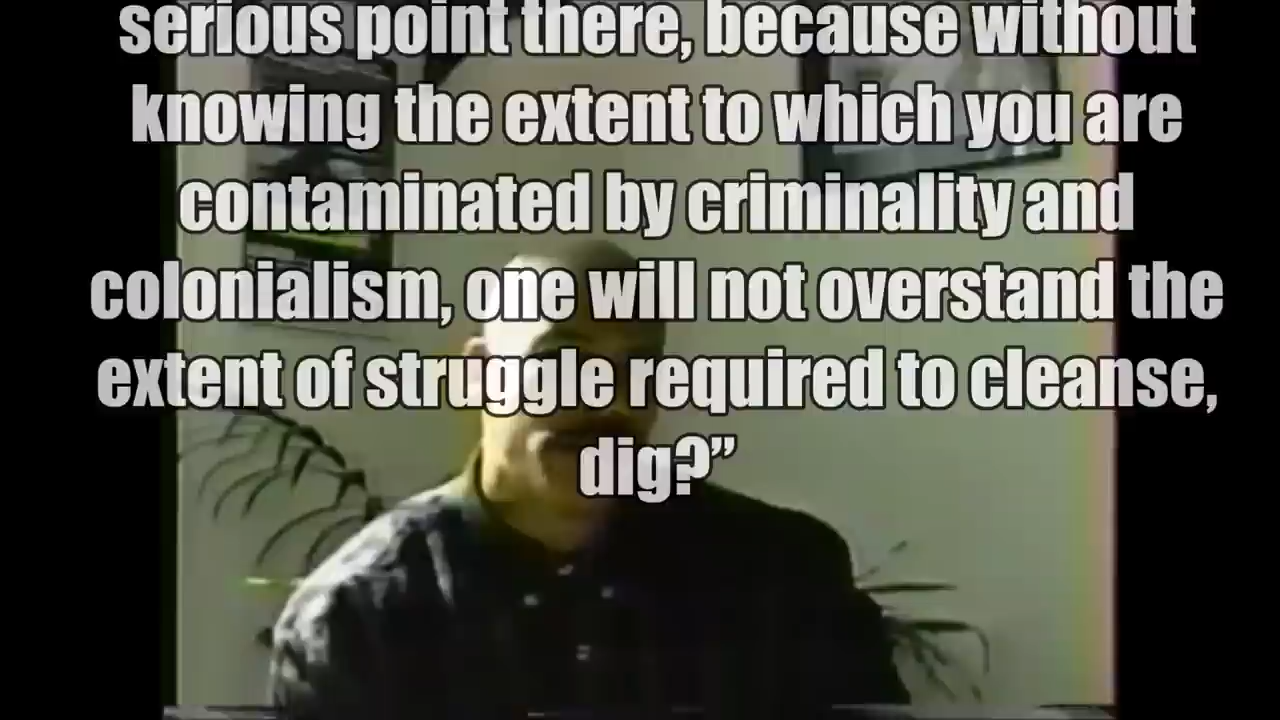 serious point there, because without
knowing the extent to which you are
contaminated by criminality and
colonialism, one will not overstand the
extent of struggle required to cleanse,
dig?”